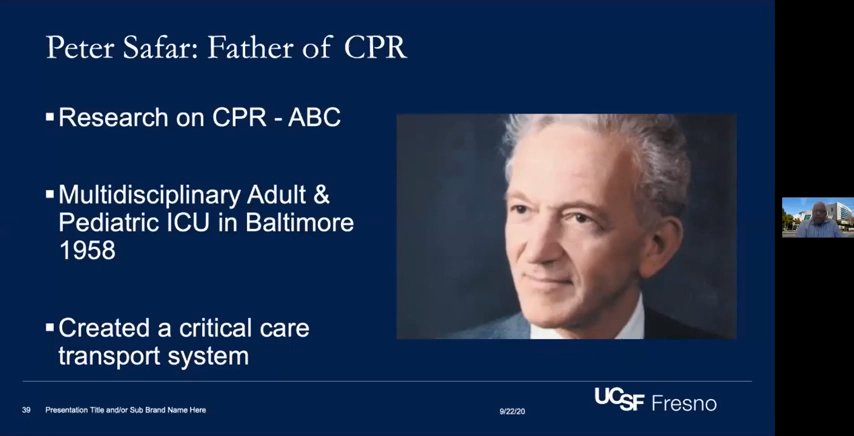 Peter Safar: Father of CPR
▪Research on CPR - ABC
▪Multidisciplinary Adult &
Pediatric ICU in Baltimore
1958
▪Created a critical care
transport system
39 Presentation Title and/or Sub Brand Name Here
9/22/20
UCSF Fresno